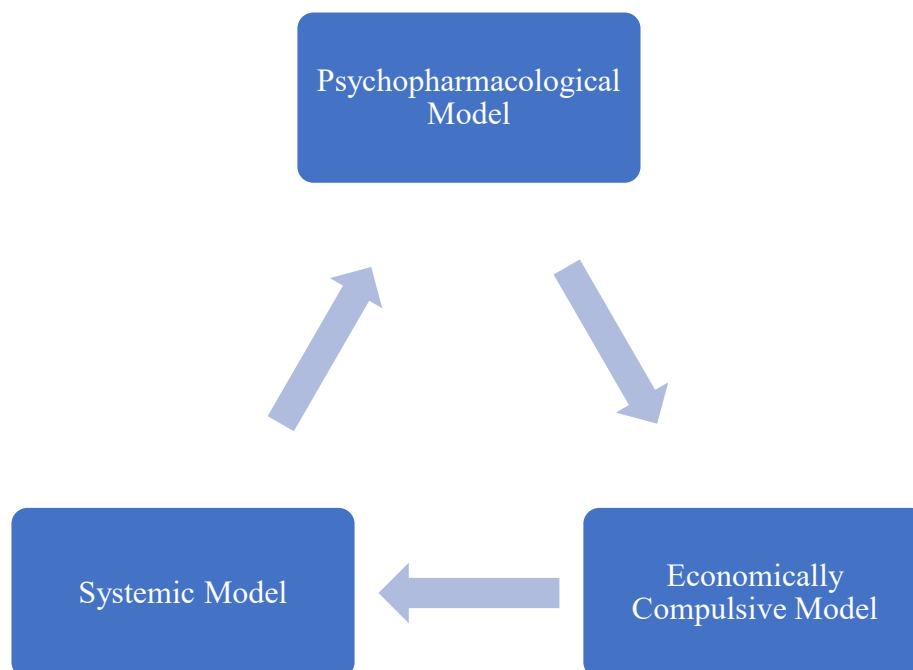 Psychopharmacological
Model
Systemic Model
Economically
Compulsive Model